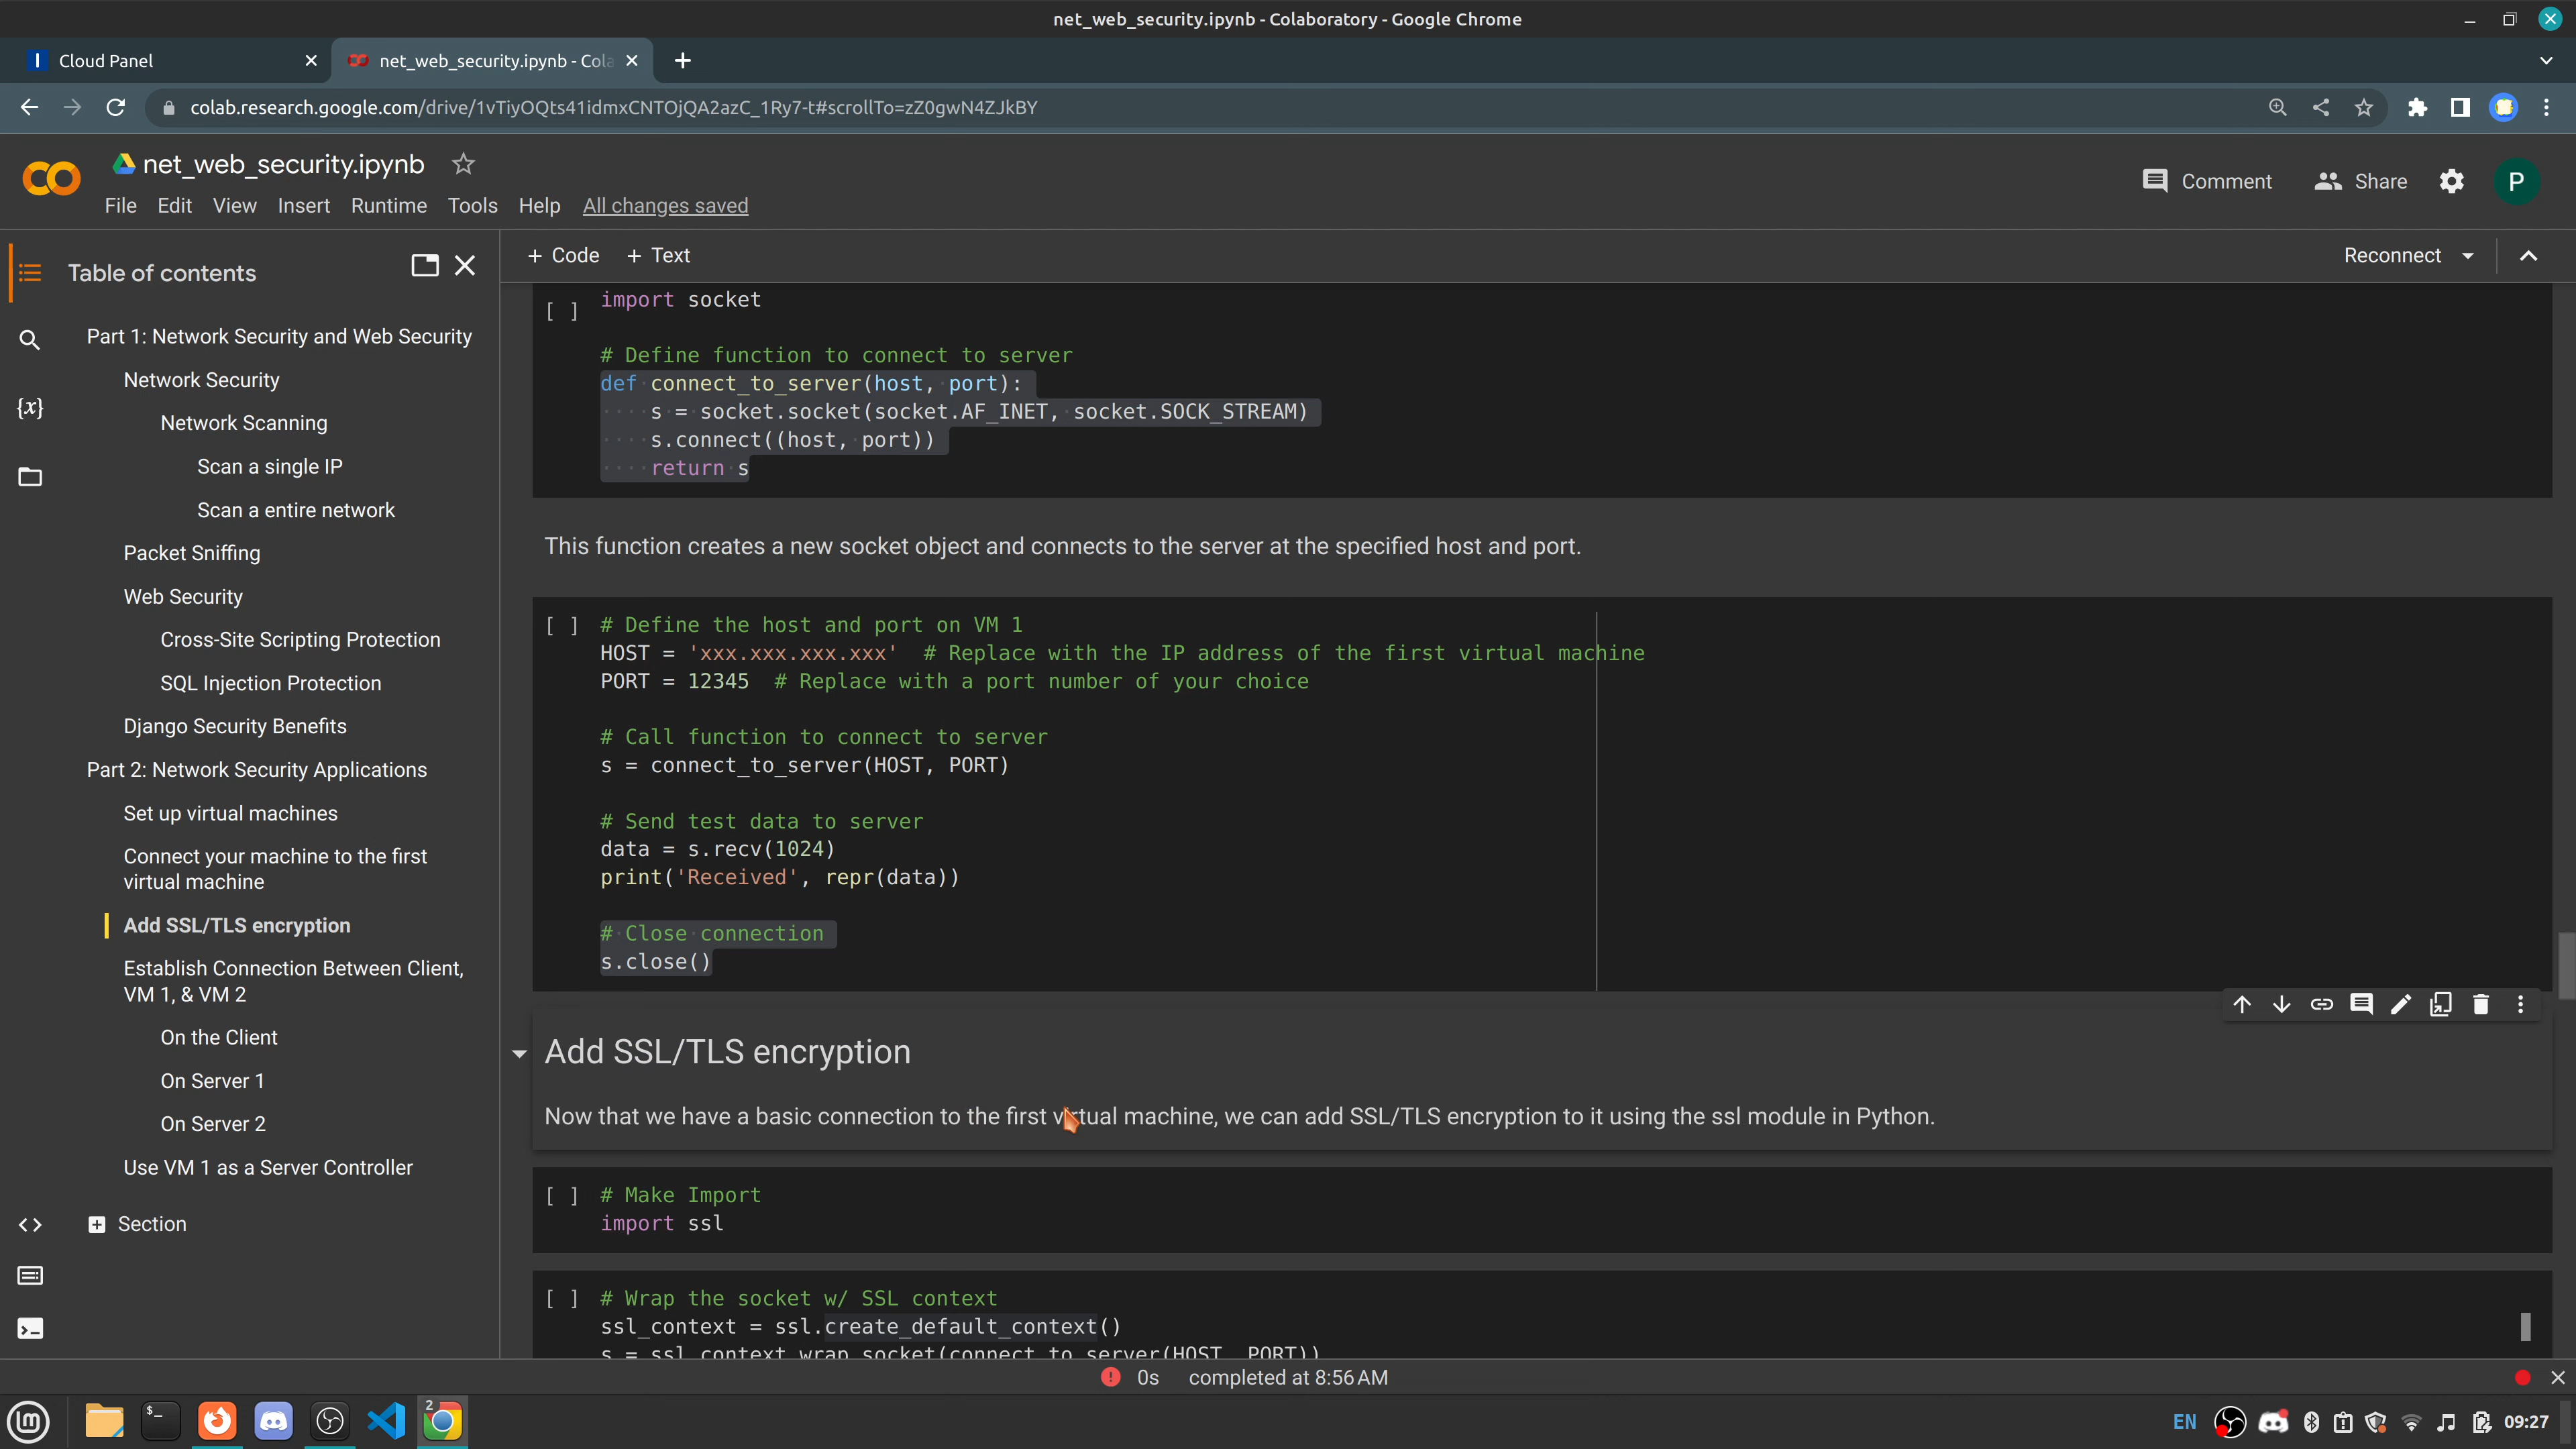 net_web_security.ipynb - Colaboratory - Google Chrome
Cloud Panel
net_web_security.ipynb - Cola
colab.research.google.com/drive/1vTiyOQts41idmxCNTOjQA2azC_1Ry7-t#scrollTo=zZ0gwN4ZJkBY
net_web_security.ipynb
File Edit View Insert Runtime Tools Help All changes saved
Comment
Share
P
Table of contents
+ Code + Text
Reconnect
{x}
Part 1: Network Security and Web Security
Network Security
Network Scanning
Scan a single IP
Scan a entire network
Packet Sniffing
Web Security
Cross-Site Scripting Protection
SQL Injection Protection
Django Security Benefits
Part 2: Network Security Applications
Set up virtual machines
Connect your machine to the first
virtual machine
Add SSL/TLS encryption
Establish Connection Between Client,
VM 1, & VM 2
On the Client
On Server 1
On Server 2
Use VM 1 as a Server Controller
Section
[ ] import socket
# Define function to connect to server
def connect_to_server(host, port):
s = socket.socket(socket.AF_INET, socket.SOCK_STREAM)
s.connect((host, port))
return s
This function creates a new socket object and connects to the server at the specified host and port.
[ ] # Define the host and port on VM 1
HOST = 'xxx.xxx.xxx.xxx' # Replace with the IP address of the first virtual machine
PORT = 12345 # Replace with a port number of your choice
# Call function to connect to server
s = connect_to_server(HOST, PORT)
# Send test data to server
data = s.recv(1024)
print('Received', repr(data))
# Close connection
s.close()
Add SSL/TLS encryption
Now that we have a basic connection to the first virtual machine, we can add SSL/TLS encryption to it using the ssl module in Python.
[ ] # Make Import
import ssl
[ ] # Wrap the socket w/ SSL context
ssl_context = ssl.create_default_context()
s = ssl_context.wrap_socket(connect_to_server(HOST, PORT))
0s completed at 8:56 AM
2
EN
09:27